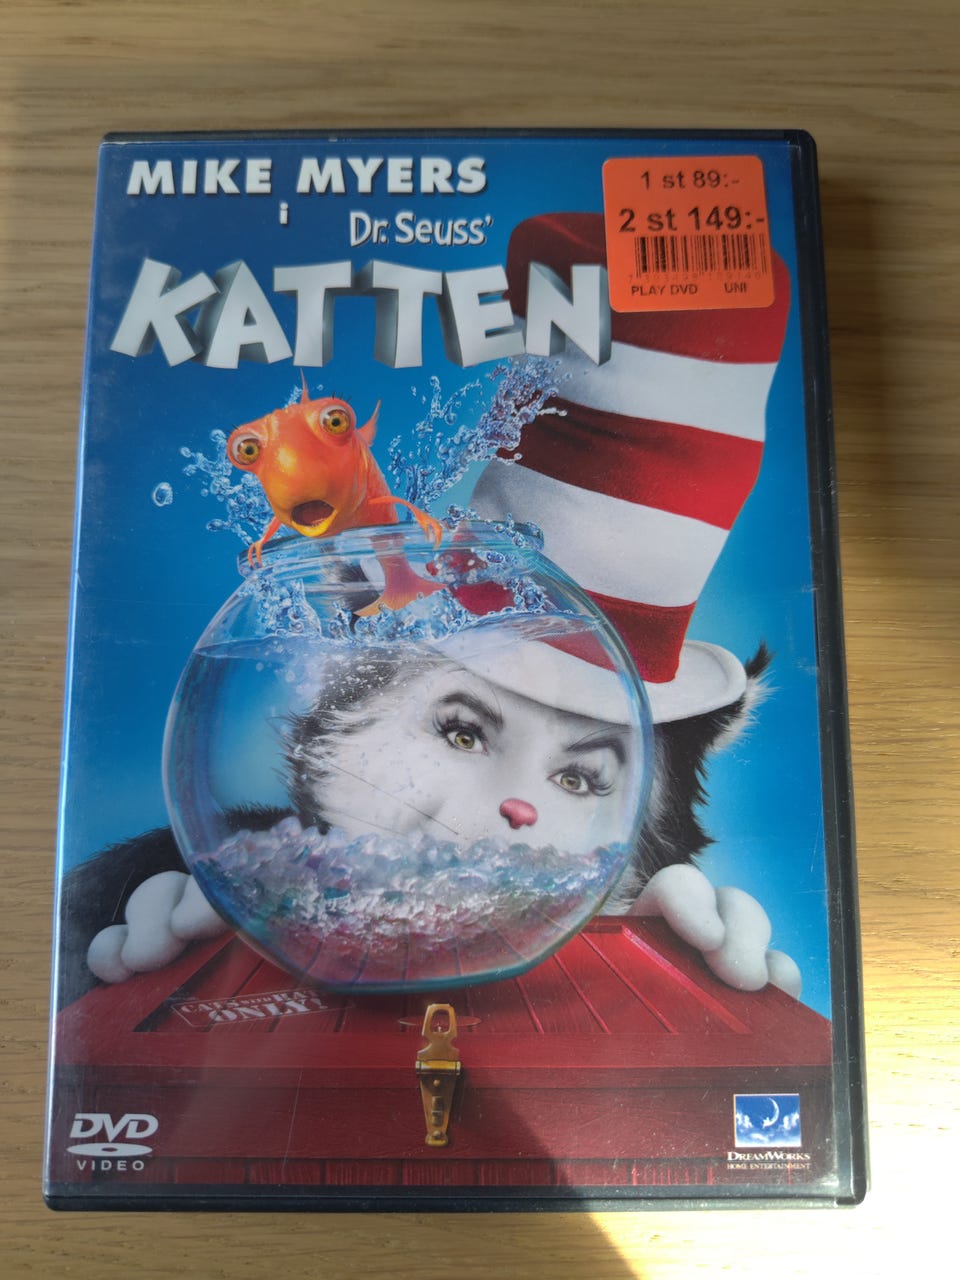 MIKE MYERS
i
Dr. Seuss'
KATTEN
1 st 89:-
2 st 149:-
PLAY DVD UNI
ONLY!
DVD
VIDEO
DREAMWORKS
HOME ENTERTAINMENT